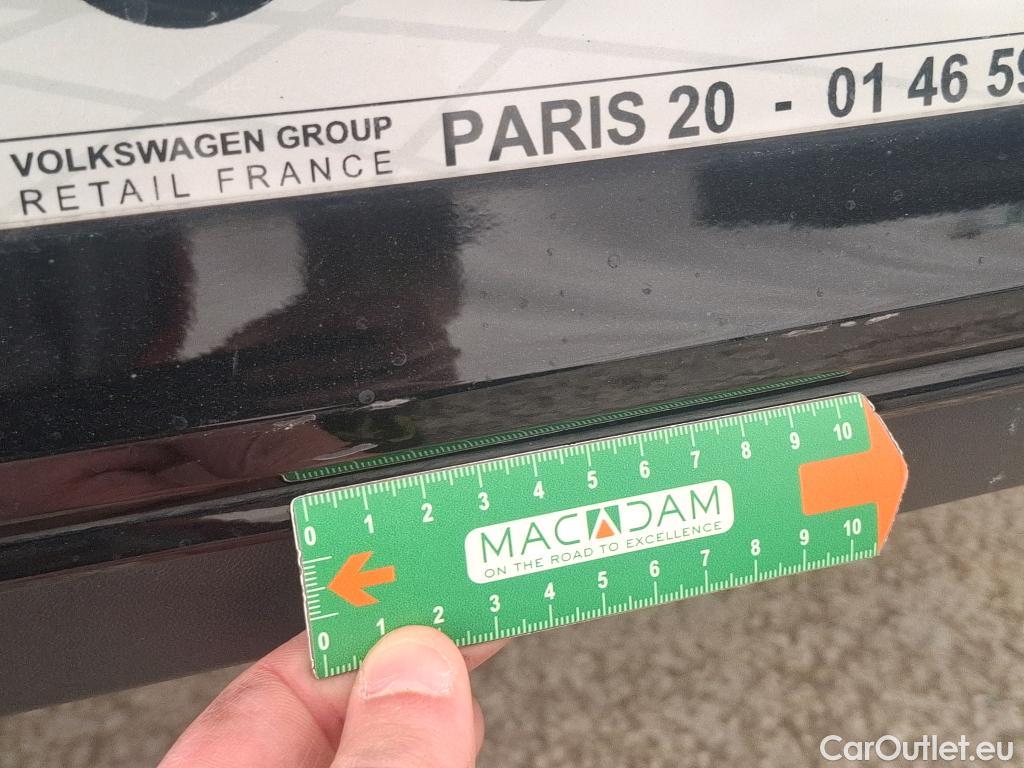 VOLKSWAGEN GROUP
RETAIL FRANCE
PARIS 20 - 01 46 59
0 1 2 3 4 5 6 7 8 9 10
MACADAM
ON THE ROAD TO EXCELLENCE
0 1 2 3 4 5 6 7 8 9 10
CarOutlet.eu